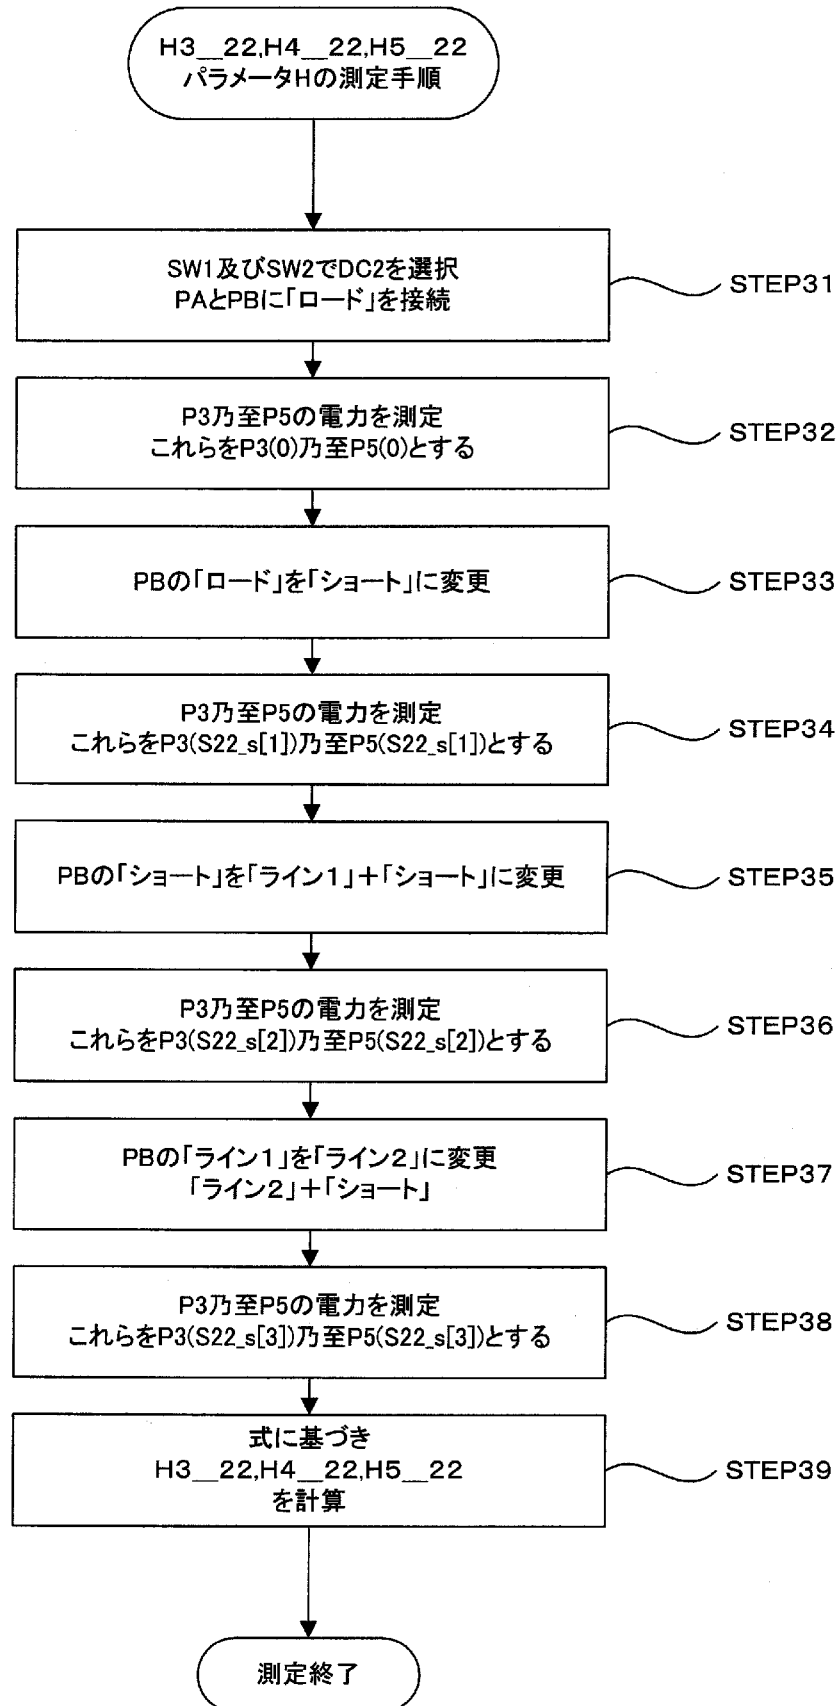 H3__22,H4__22,H5__22
パラメータHの測定手順
SW1及びSW2でDC2を選択
PAとPBに「ロード」を接続
STEP31
P3乃至P5の電力を測定
これらをP3(0)乃至P5(0)とする
STEP32
PBの「ロード」を「ショート」に変更
STEP33
P3乃至P5の電力を測定
これらをP3(S22_s[1])乃至P5(S22_s[1])とする
STEP34
PBの「ショート」を「ライン1」+「ショート」に変更
STEP35
P3乃至P5の電力を測定
これらをP3(S22_s[2])乃至P5(S22_s[2])とする
STEP36
PBの「ライン1」を「ライン2」に変更
「ライン2」+「ショート」
STEP37
P3乃至P5の電力を測定
これらをP3(S22_s[3])乃至P5(S22_s[3])とする
STEP38
式に基づき
H3__22,H4__22,H5__22
を計算
STEP39
測定終了